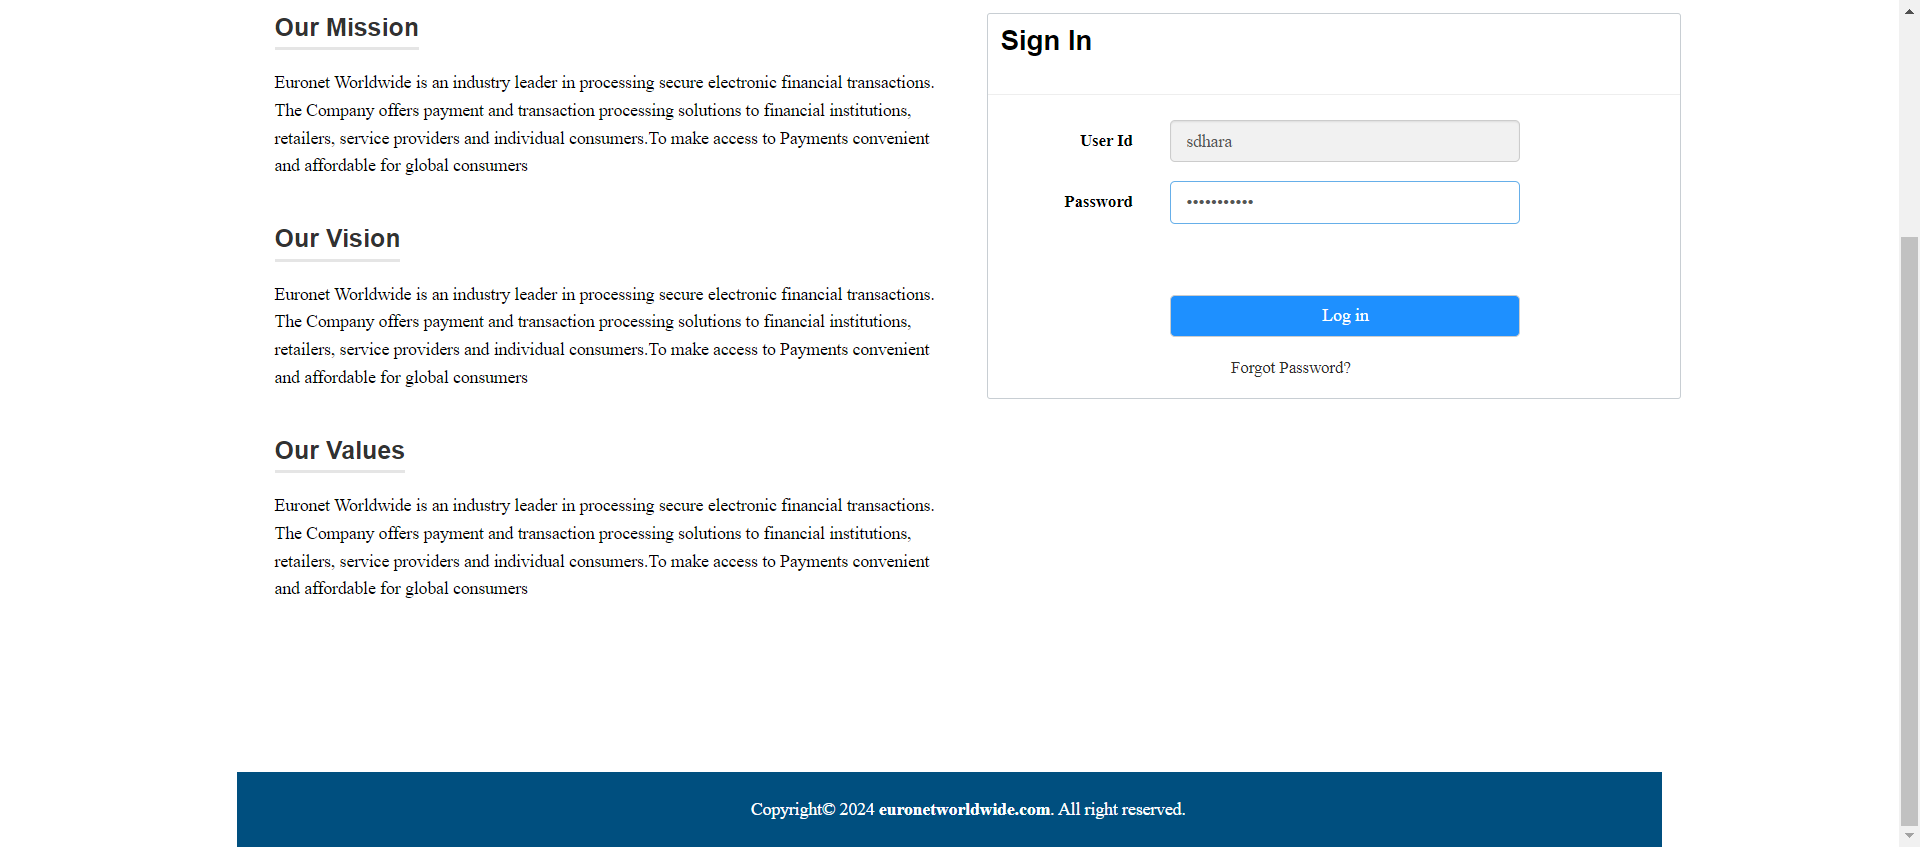 Our Mission
Euronet Worldwide is an industry leader in processing secure electronic financial transactions.
The Company offers payment and transaction processing solutions to financial institutions,
retailers, service providers and individual consumers.To make access to Payments convenient
and affordable for global consumers
Our Vision
Euronet Worldwide is an industry leader in processing secure electronic financial transactions.
The Company offers payment and transaction processing solutions to financial institutions,
retailers, service providers and individual consumers.To make access to Payments convenient
and affordable for global consumers
Our Values
Euronet Worldwide is an industry leader in processing secure electronic financial transactions.
The Company offers payment and transaction processing solutions to financial institutions,
retailers, service providers and individual consumers.To make access to Payments convenient
and affordable for global consumers
Sign In
User Id
sdhara
Password
•••••••••••
Log in
Forgot Password?
Copyright© 2024 euronetworldwide.com. All right reserved.